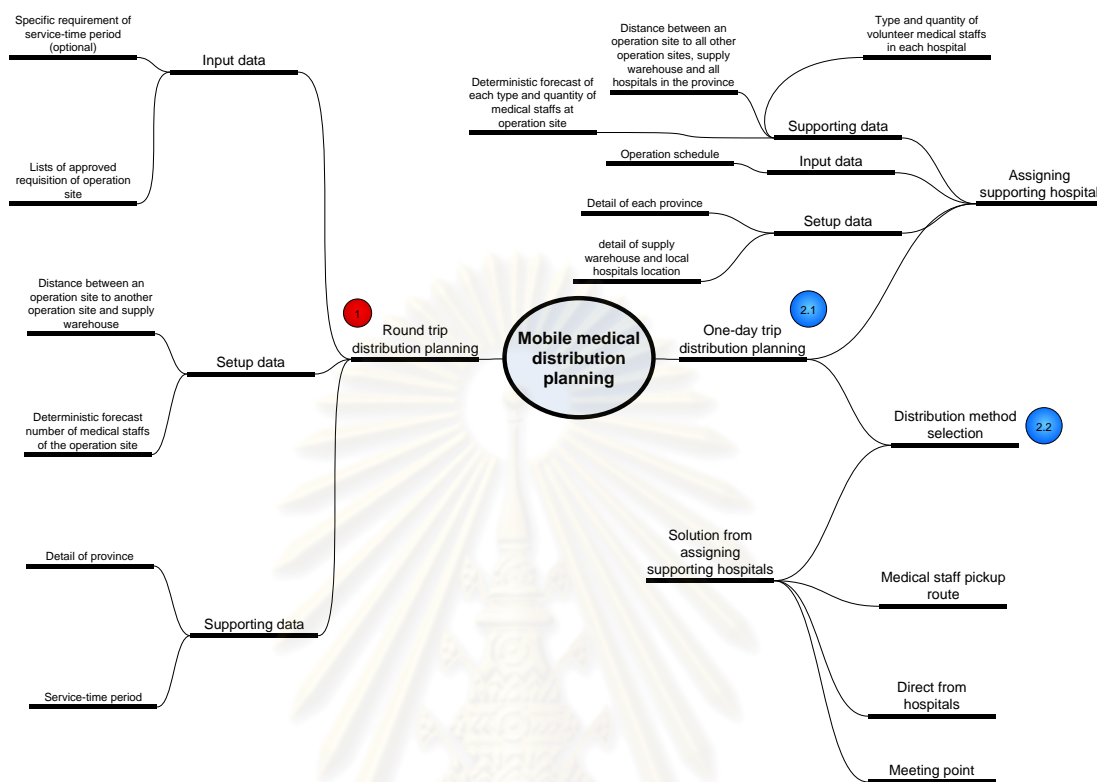 Specific requirement of
service-time period
(optional)
Input data
Lists of approved
requisition of operation
site
Distance between an
operation site to another
operation site and supply
warehouse
Setup data
Deterministic forecast
number of medical staffs
of the operation site
Detail of province
Supporting data
Service-time period
1
Round trip
distribution planning
Mobile medical
distribution
planning
2.1
One-day trip
distribution planning
Type and quantity of
volunteer medical staffs
in each hospital
Distance between an
operation site to all other
operation sites, supply
warehouse and all
hospitals in the province
Deterministic forecast of
each type and quantity of
medical staffs at
operation site
Supporting data
Operation schedule
Input data
Assigning
supporting hospital
Detail of each province
Setup data
detail of supply
warehouse and local
hospitals location
Distribution method
selection
2.2
Solution from
assigning
supporting hospitals
Medical staff pickup
route
Direct from
hospitals
Meeting point